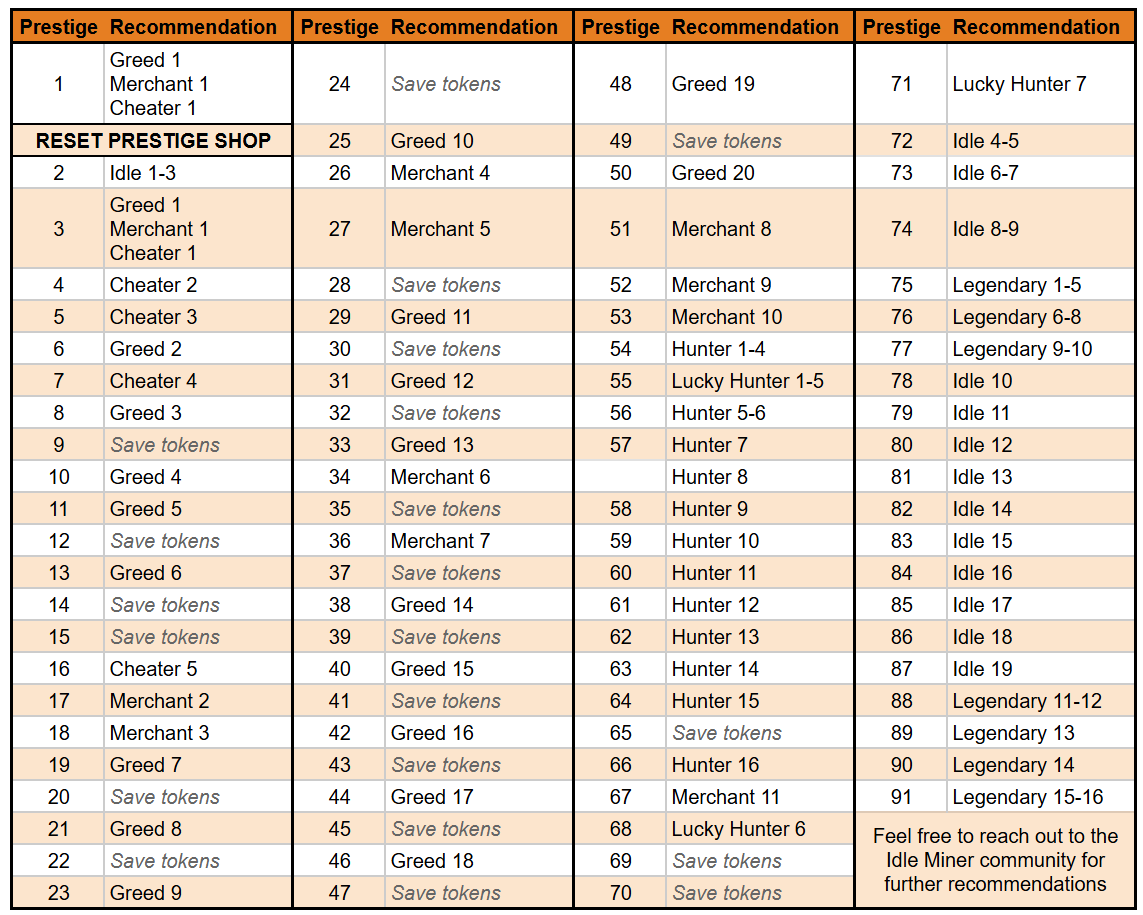 Prestige Recommendation Prestige Recommendation Prestige Recommendation Prestige Recommendation
1 Greed 1
Merchant 1
Cheater 1
RESET PRESTIGE SHOP
2 Idle 1-3
3 Greed 1
Merchant 1
Cheater 1
4 Cheater 2
5 Cheater 3
6 Greed 2
7 Cheater 4
8 Greed 3
9 Save tokens
10 Greed 4
11 Greed 5
12 Save tokens
13 Greed 6
14 Save tokens
15 Save tokens
16 Cheater 5
17 Merchant 2
18 Merchant 3
19 Greed 7
20 Save tokens
21 Greed 8
22 Save tokens
23 Greed 9
24 Save tokens
25 Greed 10
26 Merchant 4
27 Merchant 5
28 Save tokens
29 Greed 11
30 Save tokens
31 Greed 12
32 Save tokens
33 Greed 13
34 Merchant 6
35 Save tokens
36 Merchant 7
37 Save tokens
38 Greed 14
39 Save tokens
40 Greed 15
41 Save tokens
42 Greed 16
43 Save tokens
44 Greed 17
45 Save tokens
46 Greed 18
47 Save tokens
48 Greed 19
49 Save tokens
50 Greed 20
51 Merchant 8
52 Merchant 9
53 Merchant 10
54 Hunter 1-4
55 Lucky Hunter 1-5
56 Hunter 5-6
57 Hunter 7
Hunter 8
58 Hunter 9
59 Hunter 10
60 Hunter 11
61 Hunter 12
62 Hunter 13
63 Hunter 14
64 Hunter 15
65 Save tokens
66 Hunter 16
67 Merchant 11
68 Lucky Hunter 6
69 Save tokens
70 Save tokens
71 Lucky Hunter 7
72 Idle 4-5
73 Idle 6-7
74 Idle 8-9
75 Legendary 1-5
76 Legendary 6-8
77 Legendary 9-10
78 Idle 10
79 Idle 11
80 Idle 12
81 Idle 13
82 Idle 14
83 Idle 15
84 Idle 16
85 Idle 17
86 Idle 18
87 Idle 19
88 Legendary 11-12
89 Legendary 13
90 Legendary 14
91 Legendary 15-16
Feel free to reach out to the
Idle Miner community for
further recommendations